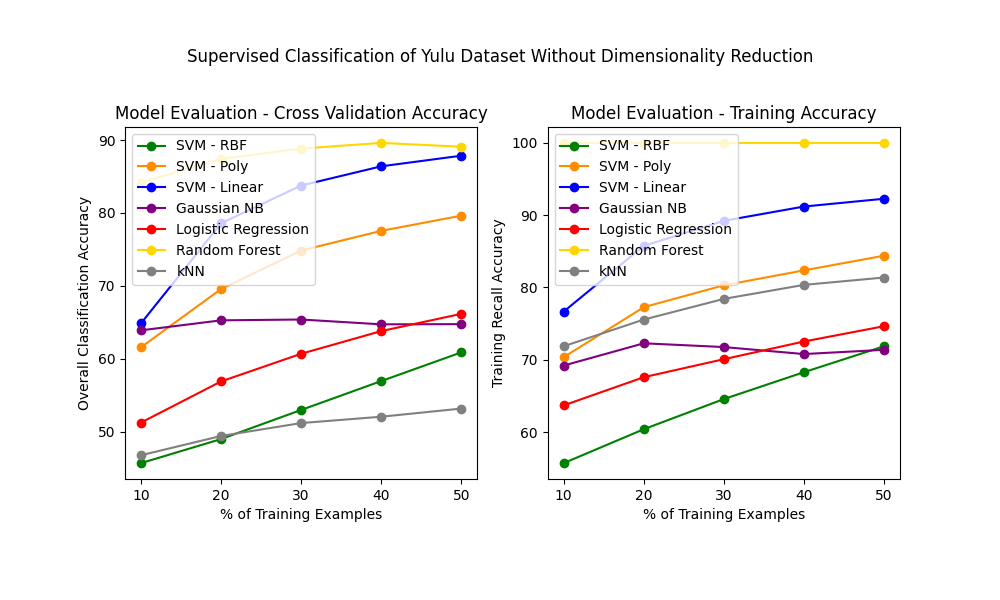 Supervised Classification of Yulu Dataset Without Dimensionality Reduction
Model Evaluation - Cross Validation Accuracy
Overall Classification Accuracy
90
80
70
60
50
SVM - RBF
SVM - Poly
SVM - Linear
Gaussian NB
Logistic Regression
Random Forest
kNN
10 20 30 40 50
% of Training Examples
Model Evaluation - Training Accuracy
Training Recall Accuracy
100
90
80
70
60
SVM - RBF
SVM - Poly
SVM - Linear
Gaussian NB
Logistic Regression
Random Forest
kNN
10 20 30 40 50
% of Training Examples